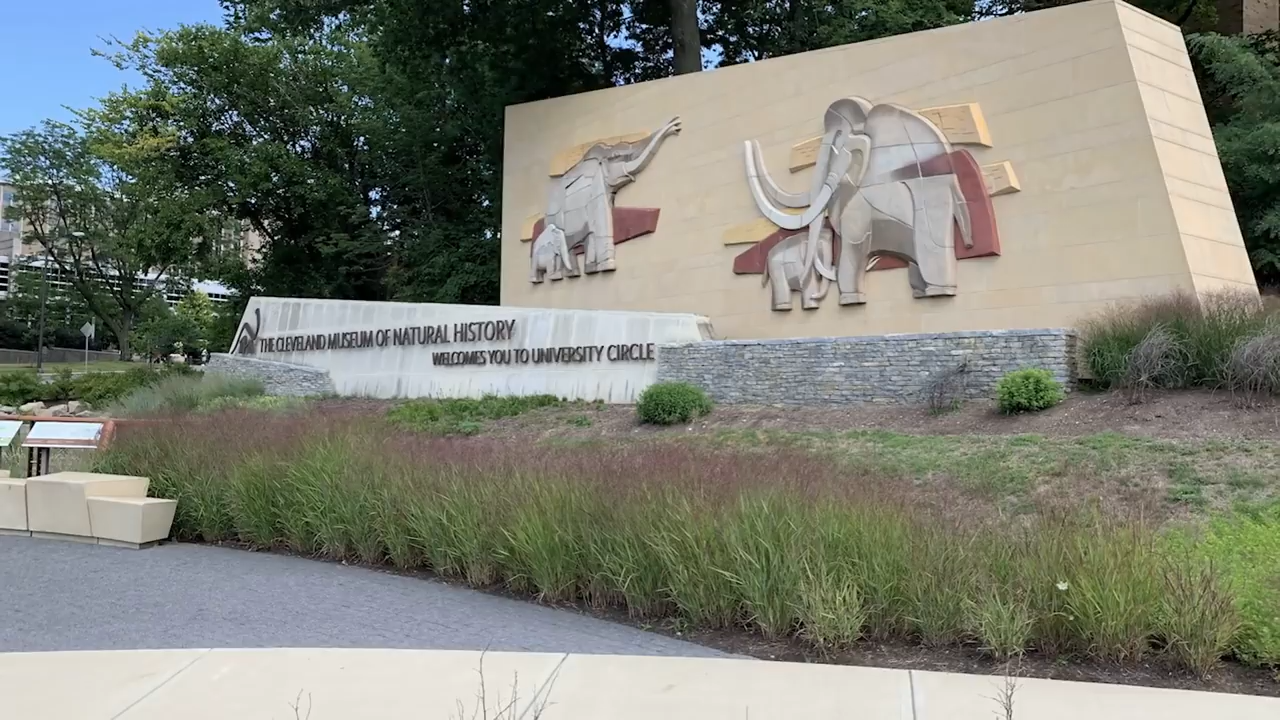 THE CLEVELAND MUSEUM OF NATURAL HISTORY
WELCOMES YOU TO UNIVERSITY CIRCLE